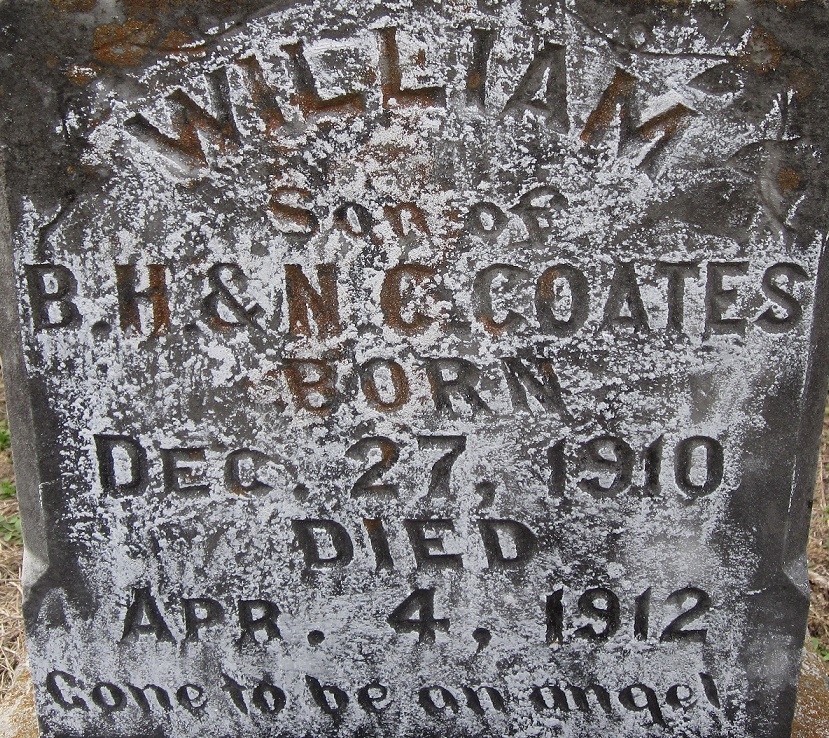 WILLIAM
Son of
B.H. & N.C. COATES
BORN
DEC. 27, 1910
DIED
APR. 4, 1912
Gone to be an angel.